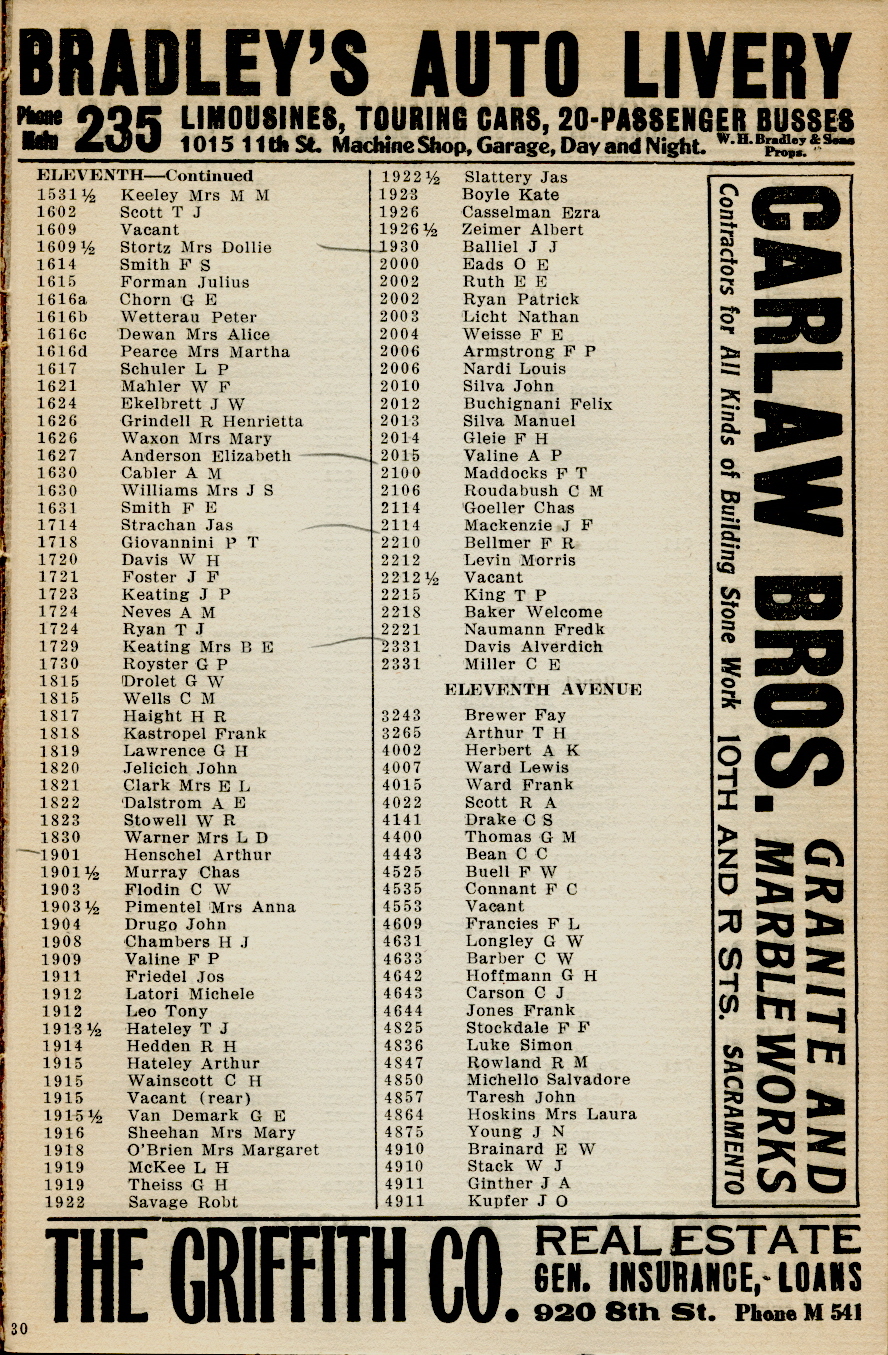 BRADLEY'S AUTO LIVERY
Phone Main 235
LIMOUSINES, TOURING CARS, 20-PASSENGER BUSSES
1015 11th St. Machine Shop, Garage, Day and Night.
W. H. Bradley & Sons
Props.
ELEVENTH—Continued
1531½ Keeley Mrs M M
1602 Scott T J
1609 Vacant
1609½ Stortz Mrs Dollie
1614 Smith F S
1615 Forman Julius
1616a Chorn G E
1616b Wetterau Peter
1616c Dewan Mrs Alice
1616d Pearce Mrs Martha
1617 Schuler L P
1621 Mahler W F
1624 Ekelbrett J W
1626 Grindell R Henrietta
1626 Waxon Mrs Mary
1627 Anderson Elizabeth
1630 Cabler A M
1630 Williams Mrs J S
1631 Smith F E
1714 Strachan Jas
1718 Giovannini P T
1720 Davis W H
1721 Foster J F
1723 Keating J P
1724 Neves A M
1724 Ryan T J
1729 Keating Mrs B E
1730 Royster G P
1815 Drolet G W
1815 Wells C M
1817 Haight H R
1818 Kastropel Frank
1819 Lawrence G H
1820 Jelicich John
1821 Clark Mrs E L
1822 Dalstrom A E
1823 Stowell W R
1830 Warner Mrs L D
1901 Henschel Arthur
1901½ Murray Chas
1903 Flodin C W
1903½ Pimentel Mrs Anna
1904 Drugo John
1908 Chambers H J
1909 Valine F P
1911 Friedel Jos
1912 Latori Michele
1912 Leo Tony
1913½ Hateley T J
1914 Hedden R H
1915 Hateley Arthur
1915 Wainscott C H
1915 Vacant (rear)
1915½ Van Demark G E
1916 Sheehan Mrs Mary
1918 O'Brien Mrs Margaret
1919 McKee L H
1919 Theiss G H
1922 Savage Robt
1922½ Slattery Jas
1923 Boyle Kate
1926 Casselman Ezra
1926½ Zeimer Albert
1930 Balliel J J
2000 Eads O E
2002 Ruth E E
2002 Ryan Patrick
2003 Licht Nathan
2004 Weisse F E
2006 Armstrong F P
2006 Nardi Louis
2010 Silva John
2012 Buchignani Felix
2013 Silva Manuel
2014 Gleie F H
2015 Valine A P
2100 Maddocks F T
2106 Roudabush C M
2114 Goeller Chas
2114 Mackenzie J F
2210 Bellmer F R
2212 Levin Morris
2212½ Vacant
2215 King T P
2218 Baker Welcome
2221 Naumann Fredk
2331 Davis Alverdich
2331 Miller C E
ELEVENTH AVENUE
3243 Brewer Fay
3265 Arthur T H
4002 Herbert A K
4007 Ward Lewis
4015 Ward Frank
4022 Scott R A
4141 Drake C S
4400 Thomas G M
4443 Bean C C
4525 Buell F W
4535 Connant F C
4553 Vacant
4609 Francies F L
4631 Longley G W
4633 Barber C W
4642 Hoffmann G H
4643 Carson C J
4644 Jones Frank
4825 Stockdale F F
4836 Luke Simon
4847 Rowland R M
4850 Michello Salvadore
4857 Taresh John
4864 Hoskins Mrs Laura
4875 Young J N
4910 Brainard E W
4910 Stack W J
4911 Ginther J A
4911 Kupfer J O
CARLAW BROS. GRANITE AND
MARBLE WORKS
Contractors for All Kinds of Building Stone Work 10TH AND R STS. SACRAMENTO
THE GRIFFITH CO.
REAL ESTATE
GEN. INSURANCE, LOANS
920 8th St. Phone M 541
30